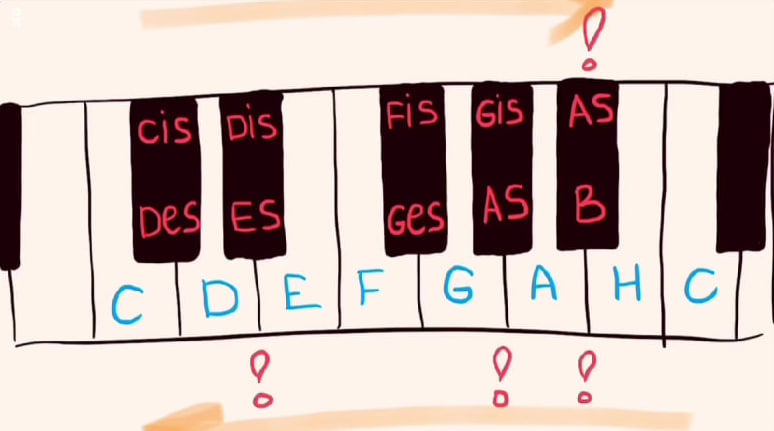 !
Cis Dis Fis Gis AS
Des ES Ges AS B
C D E F G A H C
! ! !